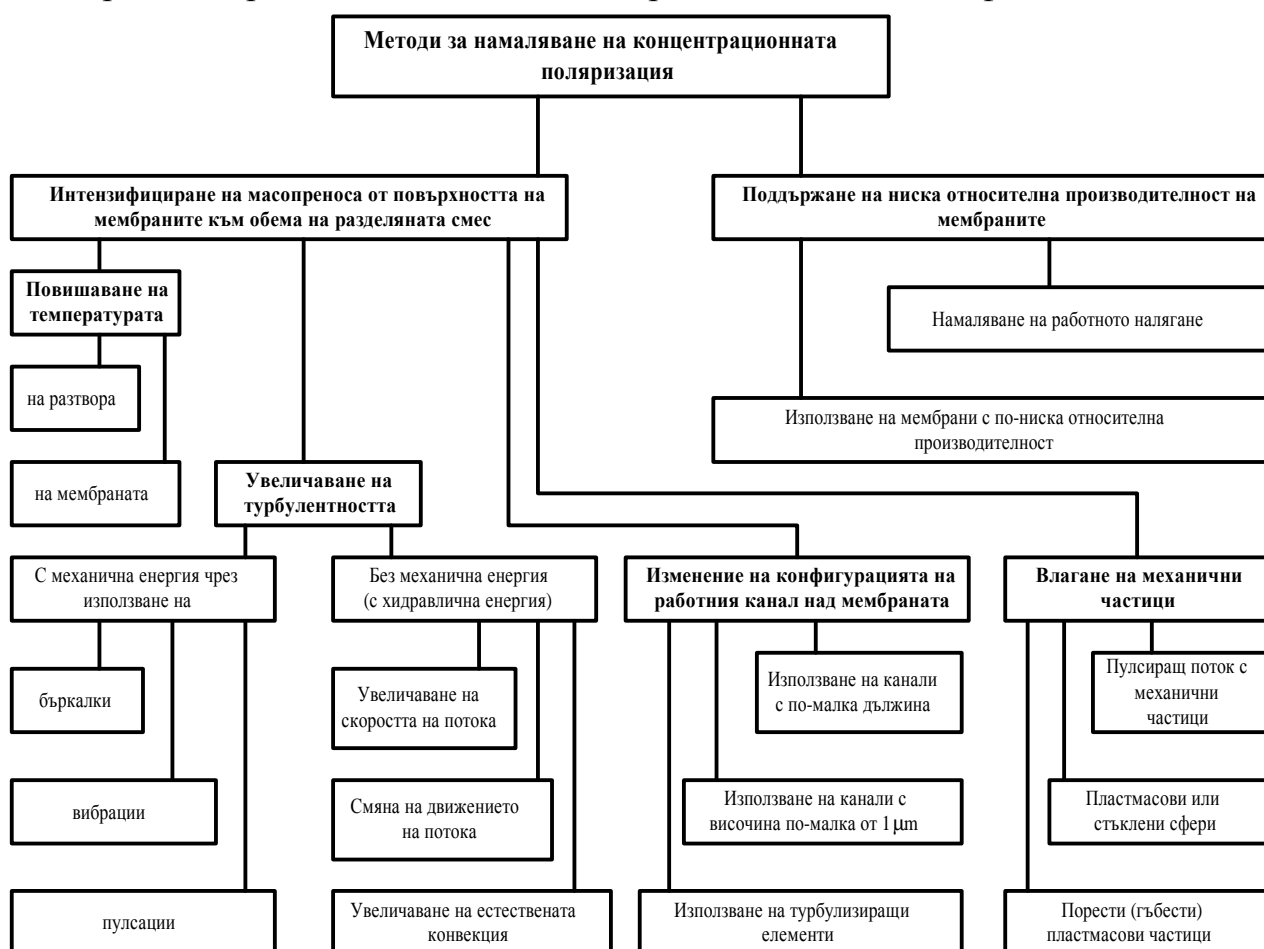 Методи за намаляване на концентрационната
поляризация
Интензифициране на масопреноса от повърхността на
мембраните към обема на разделяната смес
Поддържане на ниска относителна производителност на
мембраните
Повишаване на
температурата
Намаляване на работното налягане
на разтвора
Използване на мембрани с по-ниска относителна
производителност
на мембраната
Увеличаване на
турбулентността
С механична енергия чрез
използване на
Без механична енергия
(с хидравлична енергия)
Изменение на конфигурацията на
работния канал над мембраната
Влагане на механични
частици
бъркалки
Увеличаване на
скоростта на потока
Използване на канали
с по-малка дължина
Пулсиращ поток с
механични
частици
вибрации
Смяна на движението
на потока
Използване на канали с
височина по-малка от 1 μm
Пластмасови или
стъклени сфери
пулсации
Увеличаване на естествената
конвекция
Използване на турбулизиращи
елементи
Порести (гъбести)
пластмасови частици